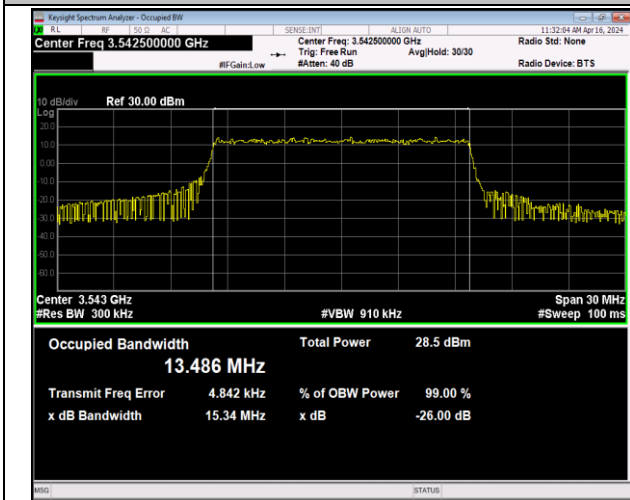 Keysight Spectrum Analyzer - Occupied BW
RL RF 50 Ω AC SENSE:INT ALIGN AUTO 11:32:04 AM Apr 16, 2024
Center Freq 3.542500000 GHz Center Freq: 3.542500000 GHz Radio Std: None
Trig: Free Run Avg|Hold: 30/30
#IFGain:Low #Atten: 40 dB Radio Device: BTS
10 dB/div Ref 30.00 dBm
Log
20.0
10.0
0.00
-10.0
-20.0
-30.0
-40.0
-50.0
-60.0
Center 3.543 GHz Span 30 MHz
#Res BW 300 kHz #VBW 910 kHz #Sweep 100 ms
Occupied Bandwidth Total Power 28.5 dBm
13.486 MHz
Transmit Freq Error 4.842 kHz % of OBW Power 99.00 %
x dB Bandwidth 15.34 MHz x dB -26.00 dB
MSG STATUS